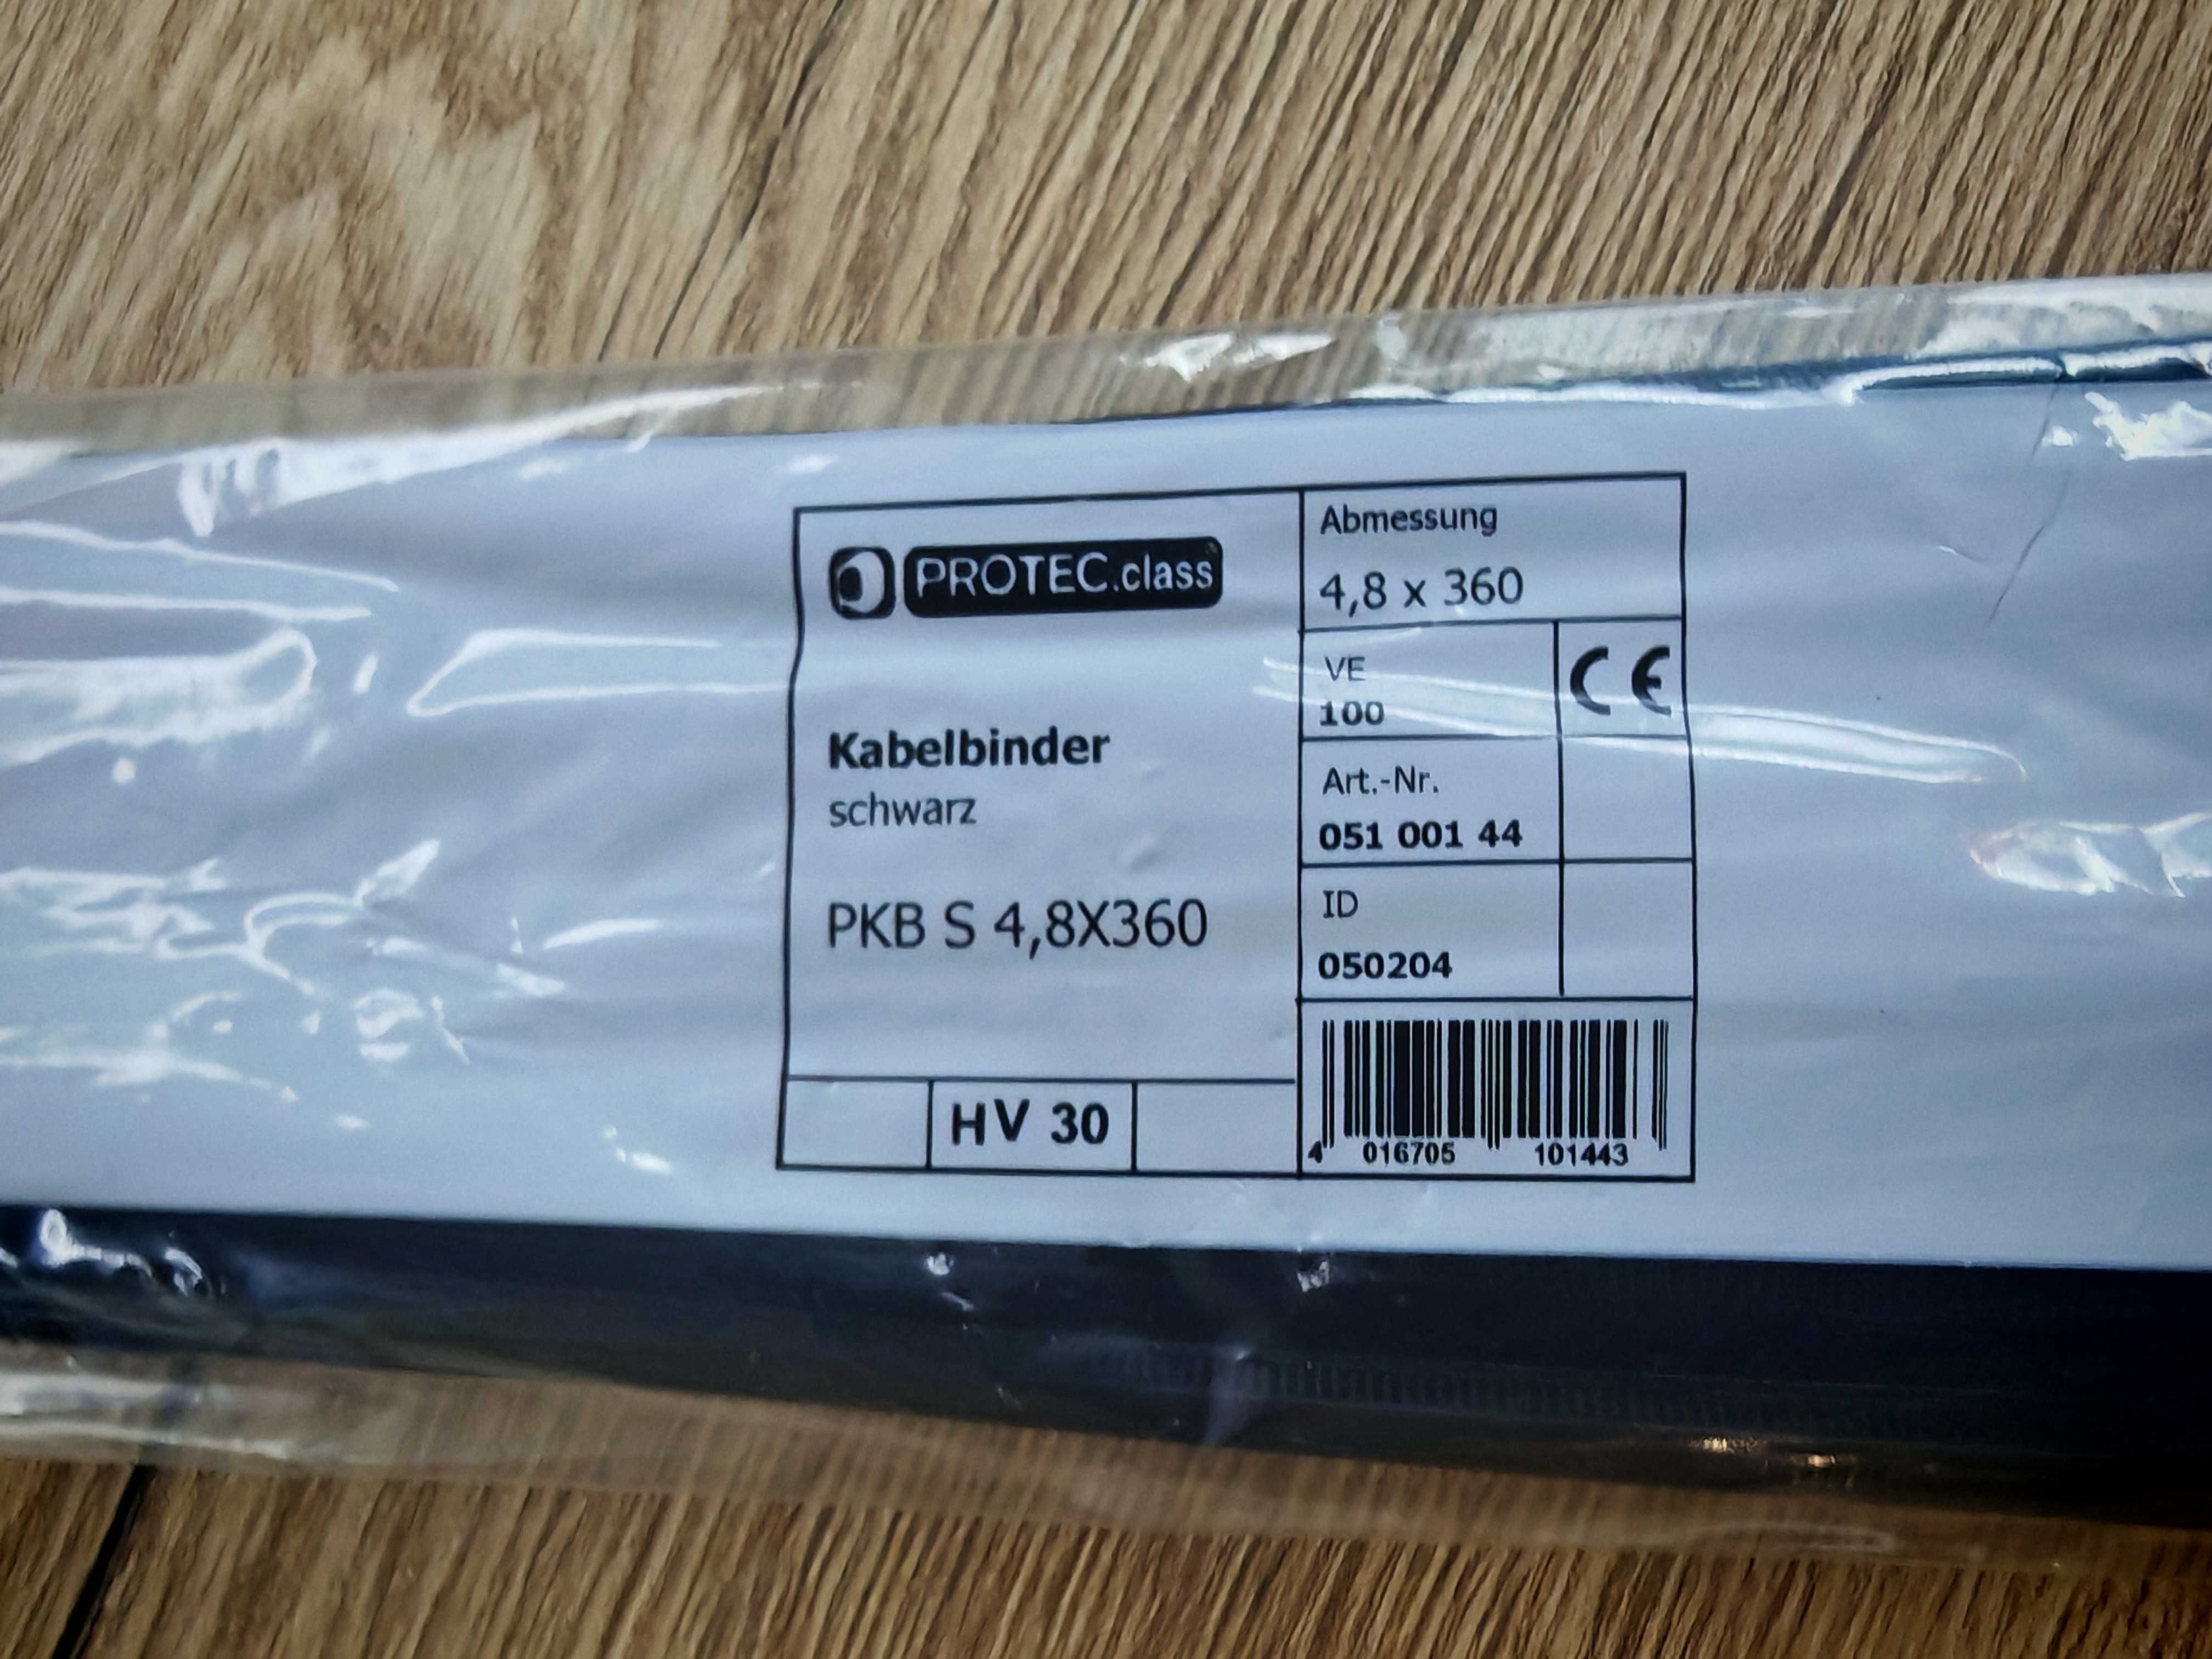 PROTEC.class
Kabelbinder
schwarz
PKB S 4,8X360
HV 30
Abmessung
4,8 x 360
VE
100
CE
Art.-Nr.
051 001 44
ID
050204
4 016705 101443